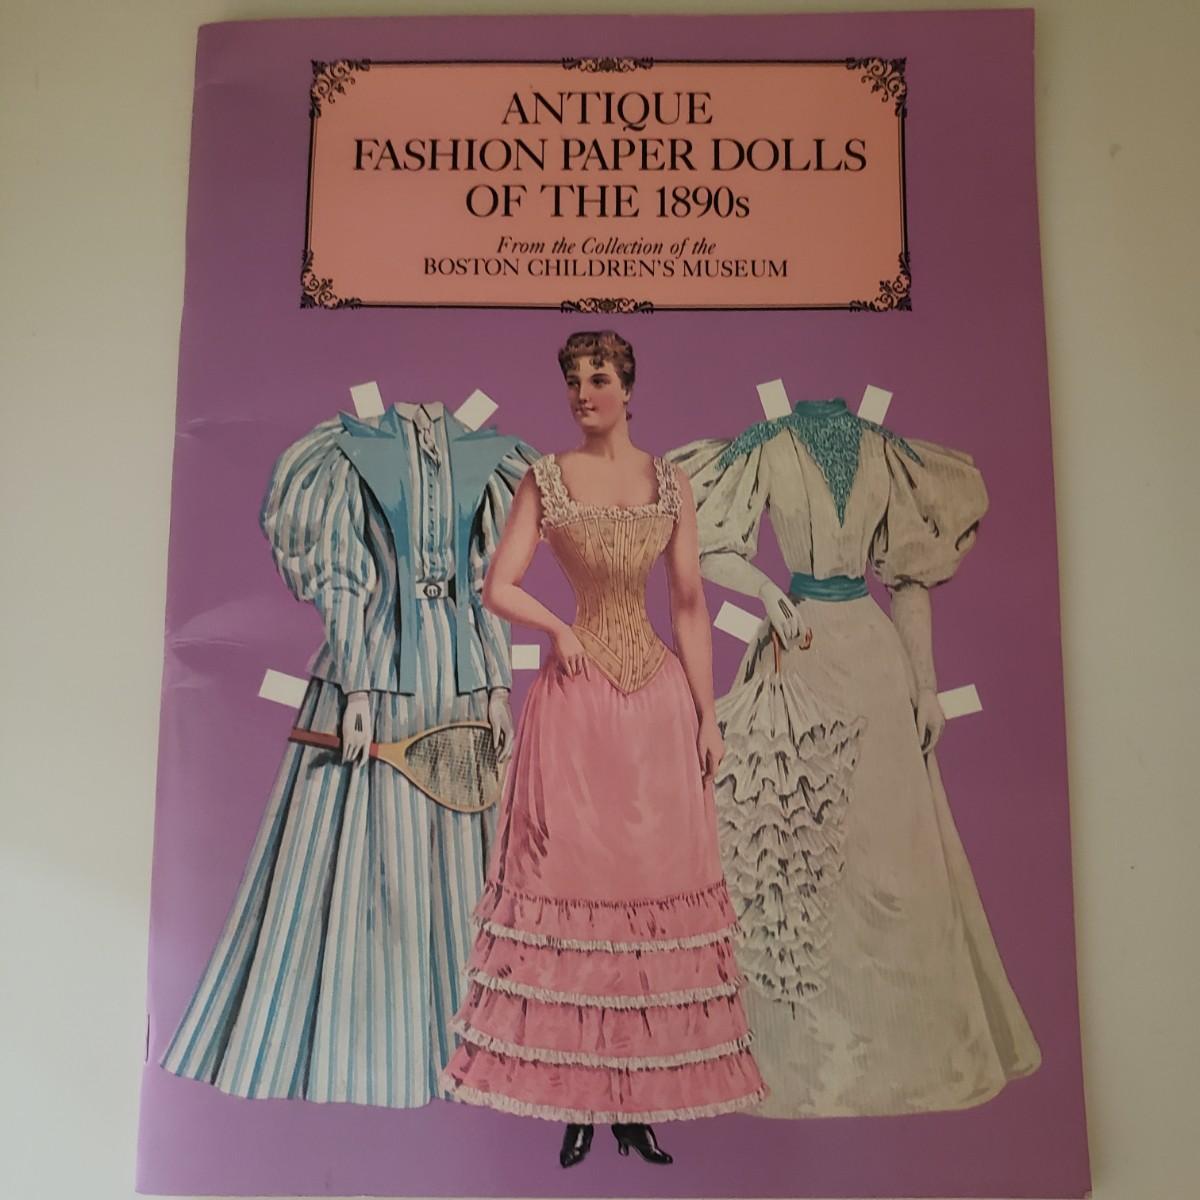 ANTIQUE
FASHION PAPER DOLLS
OF THE 1890s
From the Collection of the
BOSTON CHILDREN'S MUSEUM